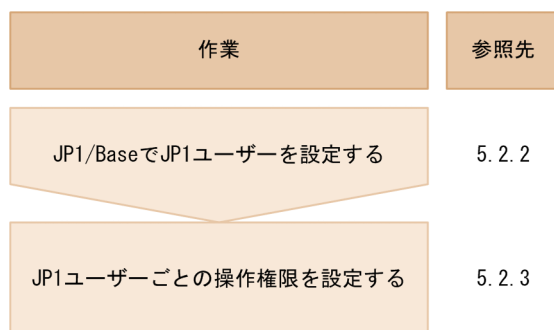 作業
参照先
JP1/BaseでJP1ユーザーを設定する
5.2.2
JP1ユーザーごとの操作権限を設定する
5.2.3